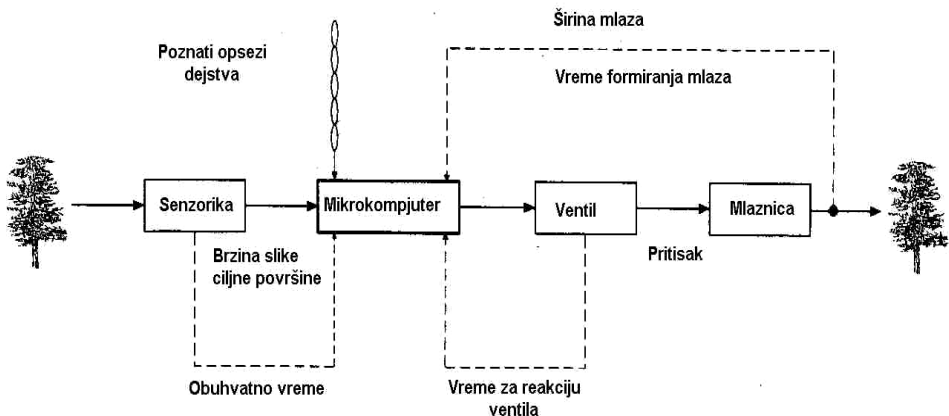 Širina mlaza
Poznati opsezi
dejstva
Vreme formiranja mlaza
Senzorika
Mikrokompjuter
Ventil
Mlaznica
Brzina slike
ciljne površine
Pritisak
Obuhvatno vreme
Vreme za reakciju
ventila